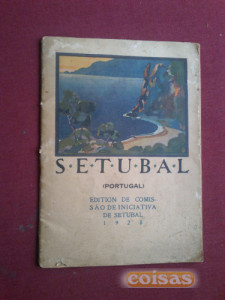 S·E·T·U·B·A·L
(PORTUGAL)
EDITION DE COMIS-
SÃO DE INICIATIVA
DE SETUBAL
coisas